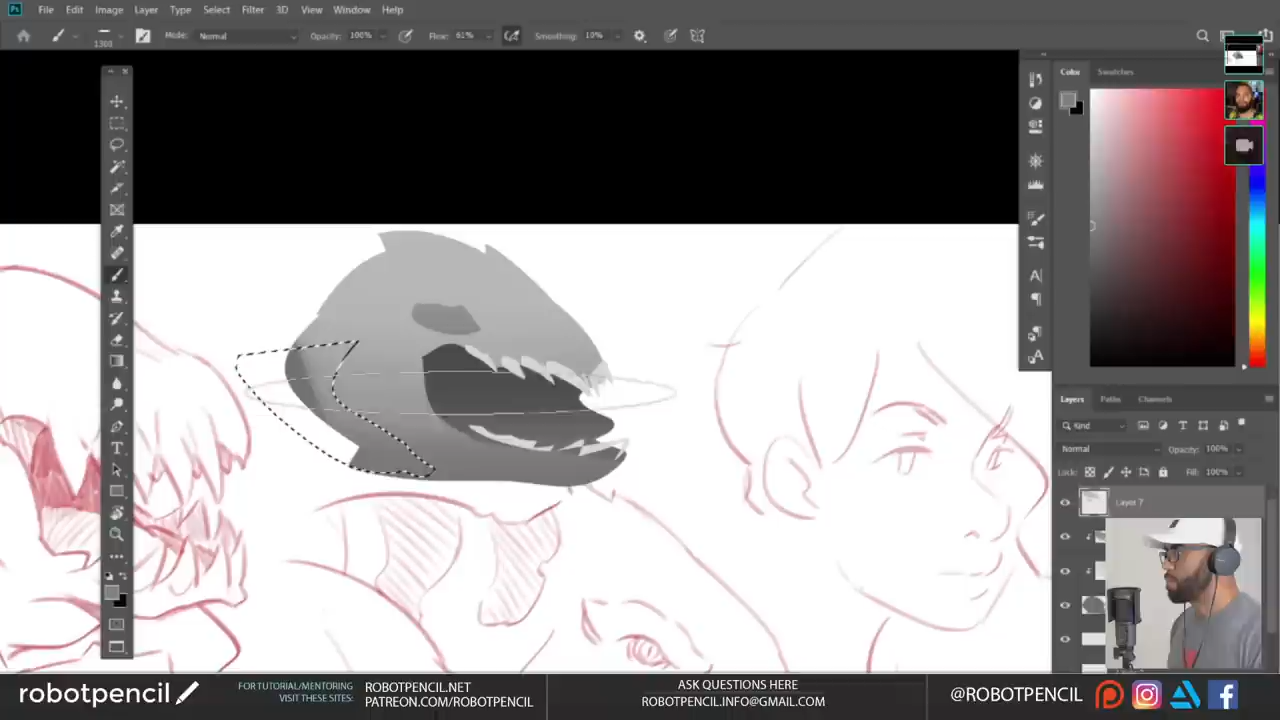 Ps File Edit Image Layer Type Select Filter 3D View Window Help
1300 Mode: Normal Opacity: 100% Flow: 61% Smoothing: 10%
Color Swatches
Layers Paths Channels
Kind
Normal Opacity: 100%
Lock: Fill: 100%
Layer 7
robotpencil
FOR TUTORIAL/MENTORING
VISIT THESE SITES:
ROBOTPENCIL.NET
PATREON.COM/ROBOTPENCIL
ASK QUESTIONS HERE
ROBOTPENCIL.INFO@GMAIL.COM
@ROBOTPENCIL